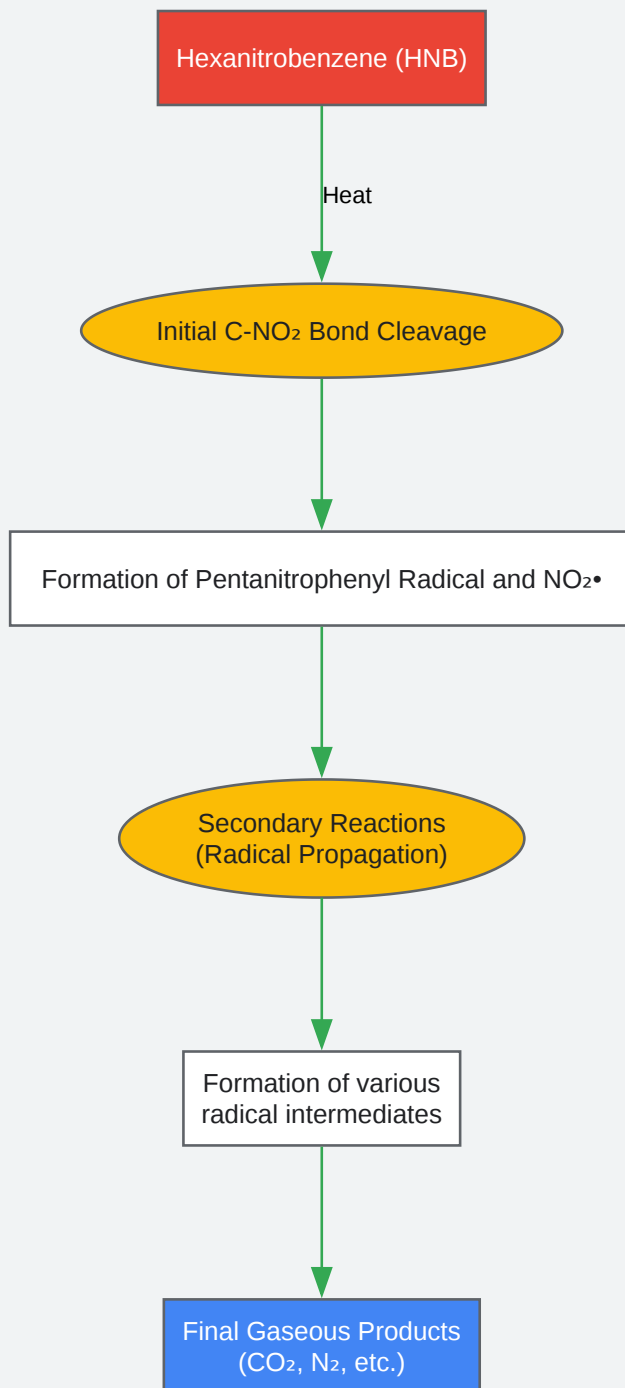 Hexanitrobenzene (HNB)
Heat
Initial C-NO₂ Bond Cleavage
Formation of Pentanitrophenyl Radical and NO₂•
Secondary Reactions
(Radical Propagation)
Formation of various
radical intermediates
Final Gaseous Products
(CO₂, N₂, etc.)